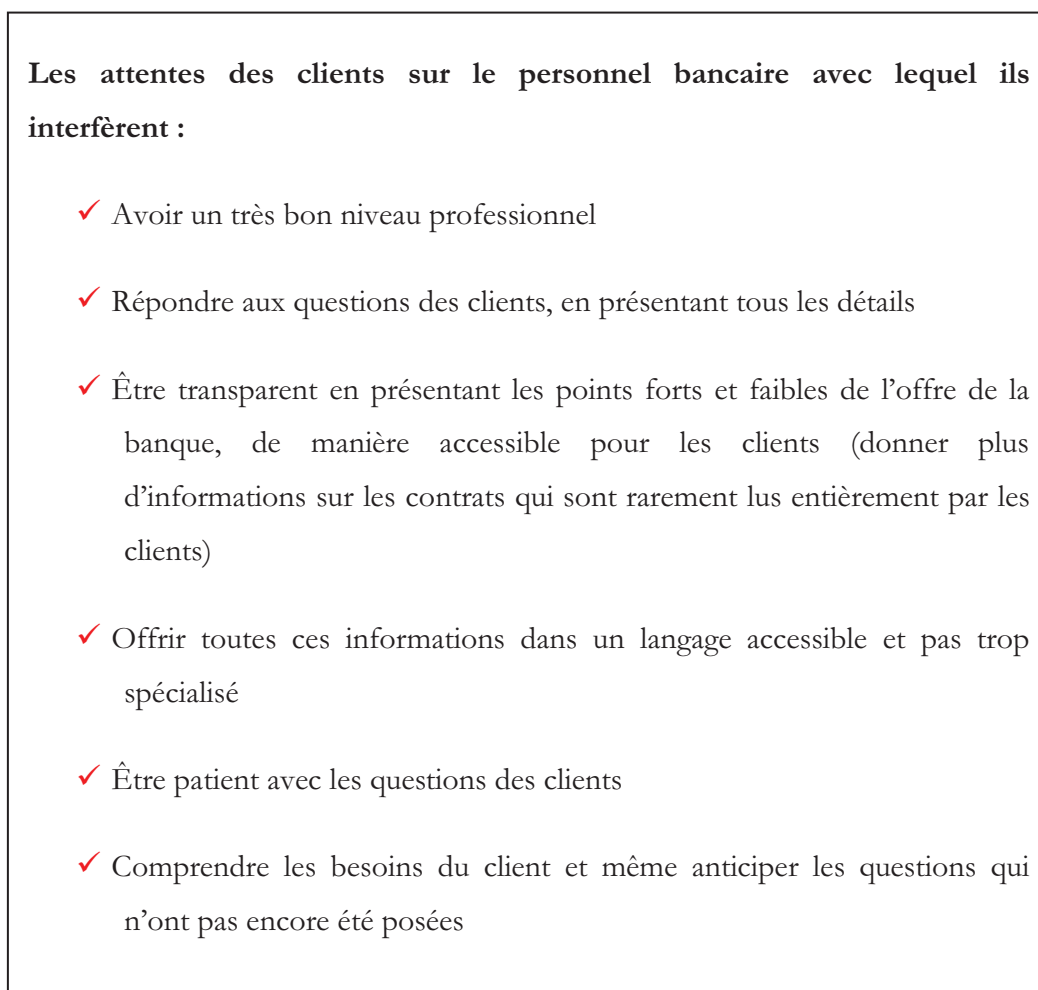 Les attentes des clients sur le personnel bancaire avec lequel ils
interfèrent :
✓ Avoir un très bon niveau professionnel
✓ Répondre aux questions des clients, en présentant tous les détails
✓ Être transparent en présentant les points forts et faibles de l’offre de la
banque, de manière accessible pour les clients (donner plus
d’informations sur les contrats qui sont rarement lus entièrement par les
clients)
✓ Offrir toutes ces informations dans un langage accessible et pas trop
spécialisé
✓ Être patient avec les questions des clients
✓ Comprendre les besoins du client et même anticiper les questions qui
n’ont pas encore été posées